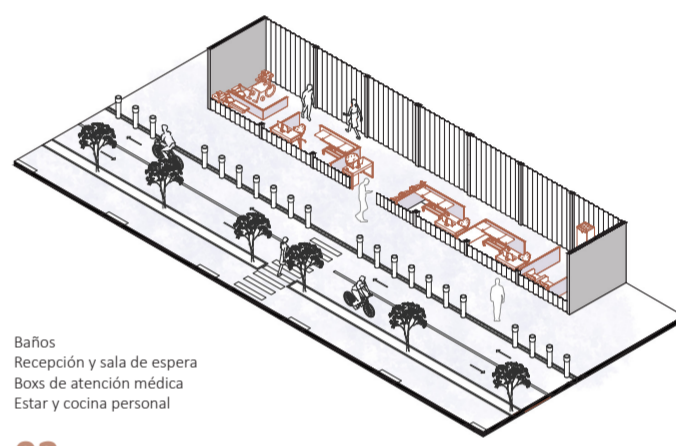 Baños
Recepción y sala de espera
Boxs de atención médica
Estar y cocina personal